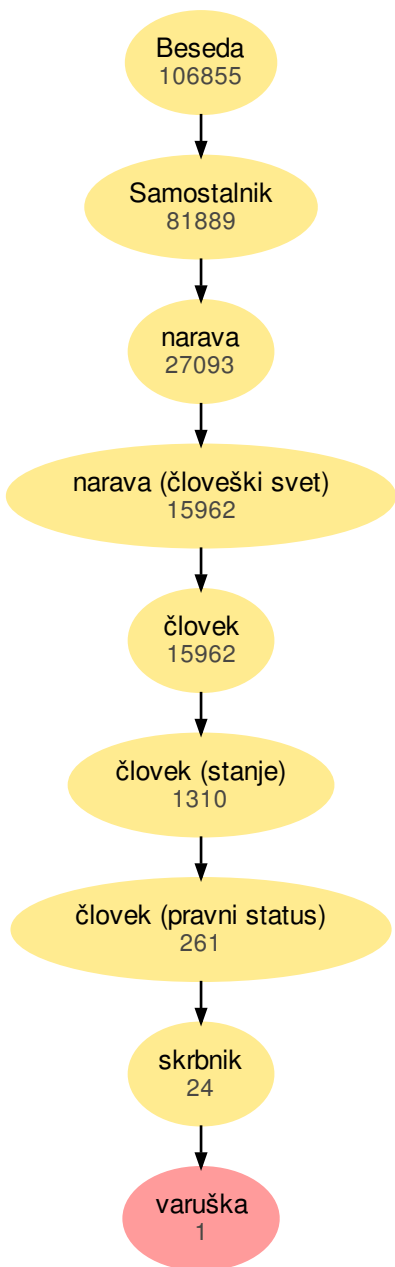 Beseda
106855
Samostalnik
81889
narava
27093
narava (človeški svet)
15962
človek
15962
človek (stanje)
1310
človek (pravni status)
261
skrbnik
24
varuška
1